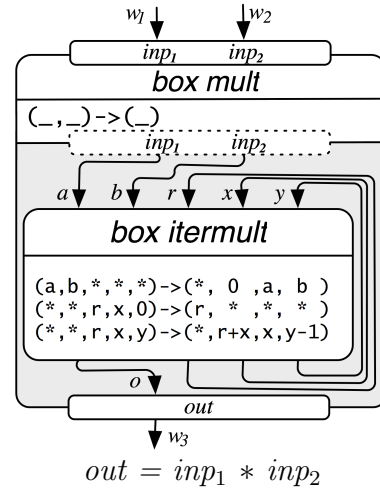 w1 w2
inp1 inp2
box mult
(_,_)->(_)
inp1 inp2
a b r x y
box itermult
(a,b,*,*,*)->(*, 0 ,a, b )
(*,*,r,x,0)->(r, * ,*, * )
(*,*,r,x,y)->(*,r+x,x,y-1)
o
out
w3
out = inp1 * inp2